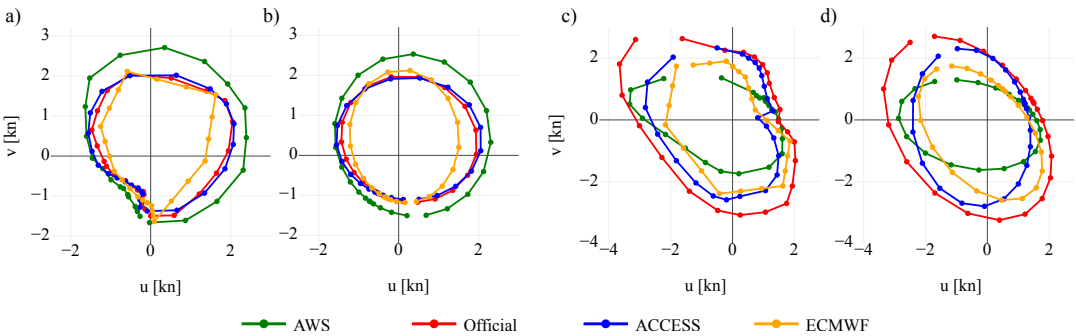 a) b) c) d)
v [kn] 3 2 1 0 −1 −2
−2 0 2
u [kn]
3 2 1 0 −1 −2
−2 0 2
u [kn]
v [kn] 2 0 −2 −4
−4 −2 0 2
u [kn]
2 0 −2 −4
−4 −2 0 2
u [kn]
AWS Official ACCESS ECMWF